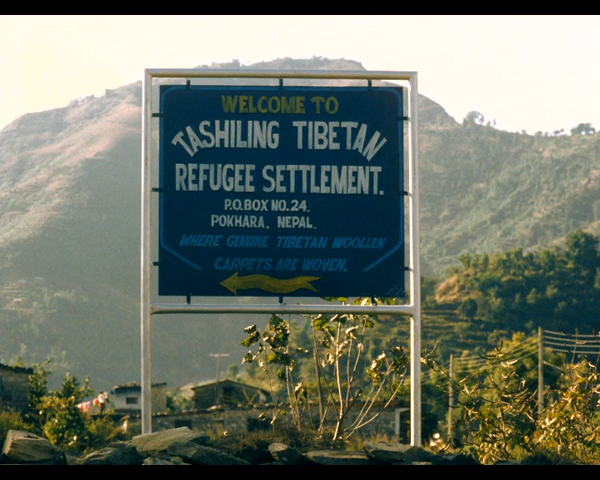 WELCOME TO
TASHILING TIBETAN
REFUGEE SETTLEMENT.
P.O.BOX NO.24.
POKHARA, NEPAL.
WHERE GENUINE TIBETAN WOOLLEN
CARPETS ARE WOVEN.